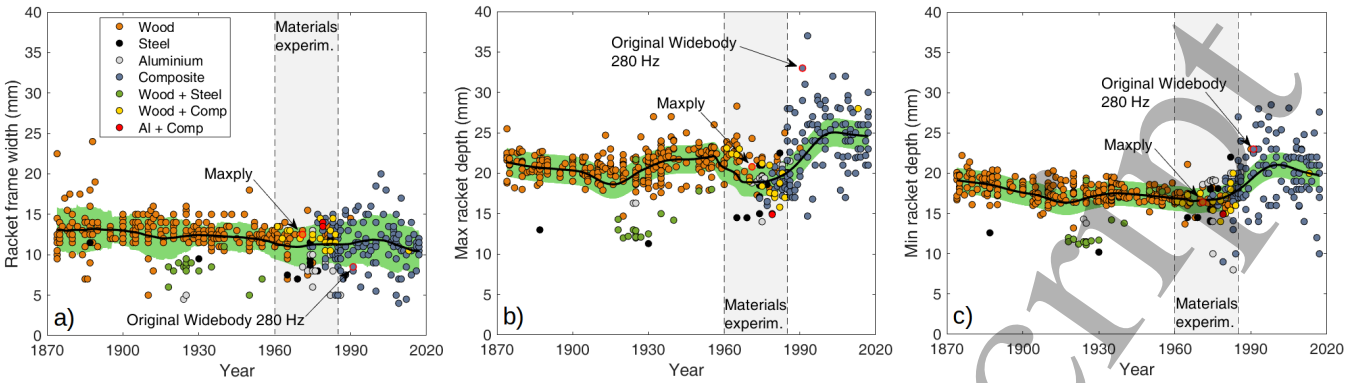 40
35
30
25
20
15
10
5
0
Racket frame width (mm)
Wood
Steel
Aluminium
Composite
Wood + Steel
Wood + Comp
Al + Comp
Materials
experim.
Maxply
Original Widebody 280 Hz
a)
1870
1900
1930
1960
1990
2020
Year
40
35
30
25
20
15
10
5
0
Max racket depth (mm)
Original Widebody
280 Hz
Maxply
Materials
experim.
b)
1870
1900
1930
1960
1990
2020
Year
40
35
30
25
20
15
10
5
0
Min racket depth (mm)
Original Widebody
280 Hz
Maxply
Materials
experim.
c)
1870
1900
1930
1960
1990
2020
Year
cript